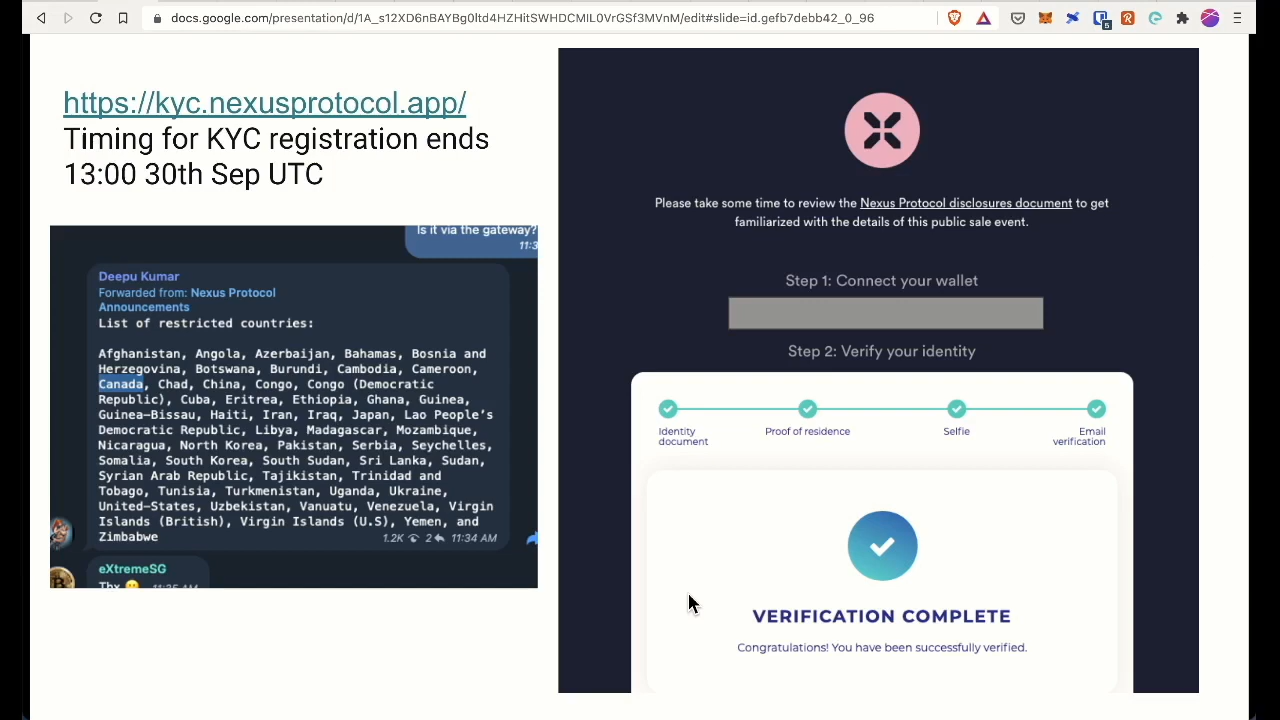 docs.google.com/presentation/d/1A_s12XD6nBAYBg0ltd4HZHitSWHDCMIL0VrGSf3MVnM/edit#slide=id.gefb7debb42_0_96
5
https://kyc.nexusprotocol.app/
Timing for KYC registration ends
13:00 30th Sep UTC
Is it via the gateway?
11:3
Deepu Kumar
Forwarded from: Nexus Protocol
Announcements
List of restricted countries:
Afghanistan, Angola, Azerbaijan, Bahamas, Bosnia and
Herzegovina, Botswana, Burundi, Cambodia, Cameroon,
Canada, Chad, China, Congo, Congo (Democratic
Republic), Cuba, Eritrea, Ethiopia, Ghana, Guinea,
Guinea-Bissau, Haiti, Iran, Iraq, Japan, Lao People's
Democratic Republic, Libya, Madagascar, Mozambique,
Nicaragua, North Korea, Pakistan, Serbia, Seychelles,
Somalia, South Korea, South Sudan, Sri Lanka, Sudan,
Syrian Arab Republic, Tajikistan, Trinidad and
Tobago, Tunisia, Turkmenistan, Uganda, Ukraine,
United-States, Uzbekistan, Vanuatu, Venezuela, Virgin
Islands (British), Virgin Islands (U.S), Yemen, and
Zimbabwe
1.2K 2 11:34 AM
eXtremeSG
Thx
Please take some time to review the Nexus Protocol disclosures document to get
familiarized with the details of this public sale event.
Step 1: Connect your wallet
Step 2: Verify your identity
Identity
document
Proof of residence
Selfie
Email
verification
VERIFICATION COMPLETE
Congratulations! You have been successfully verified.